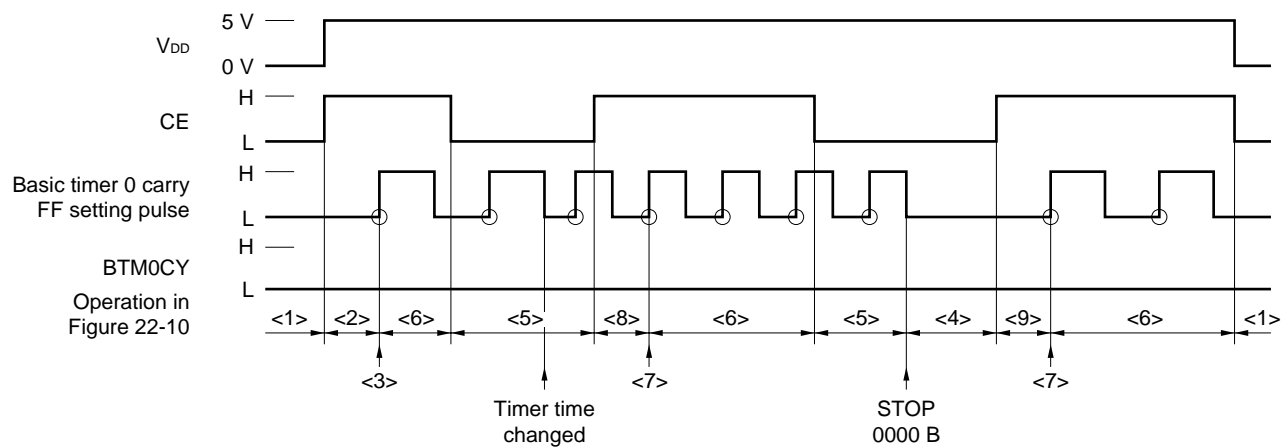 5 V
VDD
0 V
H
CE
L
H
Basic timer 0 carry
FF setting pulse
L
H
BTM0CY
L
Operation in
Figure 22-10
<1> <2> <6> <5> <8> <6> <5> <4> <9> <6> <1>
<3> <7> <7>
Timer time
changed
STOP
0000 B